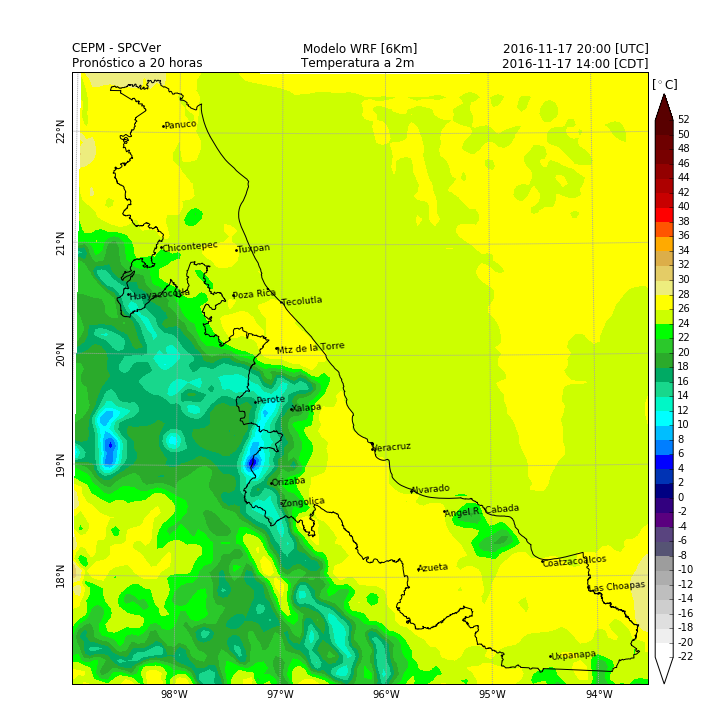 CEPM - SPCVer Modelo WRF [6Km] 2016-11-17 20:00 [UTC]
Pronóstico a 20 horas Temperatura a 2m 2016-11-17 14:00 [CDT]
[°C]
52
50
48
46
44
42
40
38
36
34
32
30
28
26
24
22
20
18
16
14
12
10
8
6
4
2
0
-2
-4
-6
-8
-10
-12
-14
-16
-18
-20
-22
22°N
21°N
20°N
19°N
18°N
Panuco
Chicontepec
Tuxpan
Huayacocotla
Poza Rica
Tecolutla
Mtz de la Torre
Perote
Xalapa
Veracruz
Orizaba
Alvarado
Zongolica
Angel R. Cabada
Azueta
Coatzacoalcos
Las Choapas
Uxpanapa
98°W 97°W 96°W 95°W 94°W